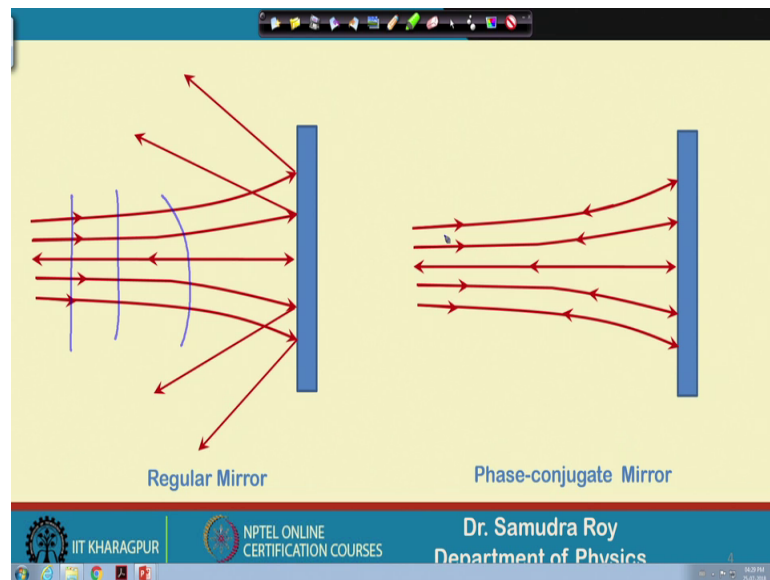 Regular Mirror
Phase-conjugate Mirror
IIT KHARAGPUR
NPTEL ONLINE
CERTIFICATION COURSES
Dr. Samudra Roy
Department of Physics
4